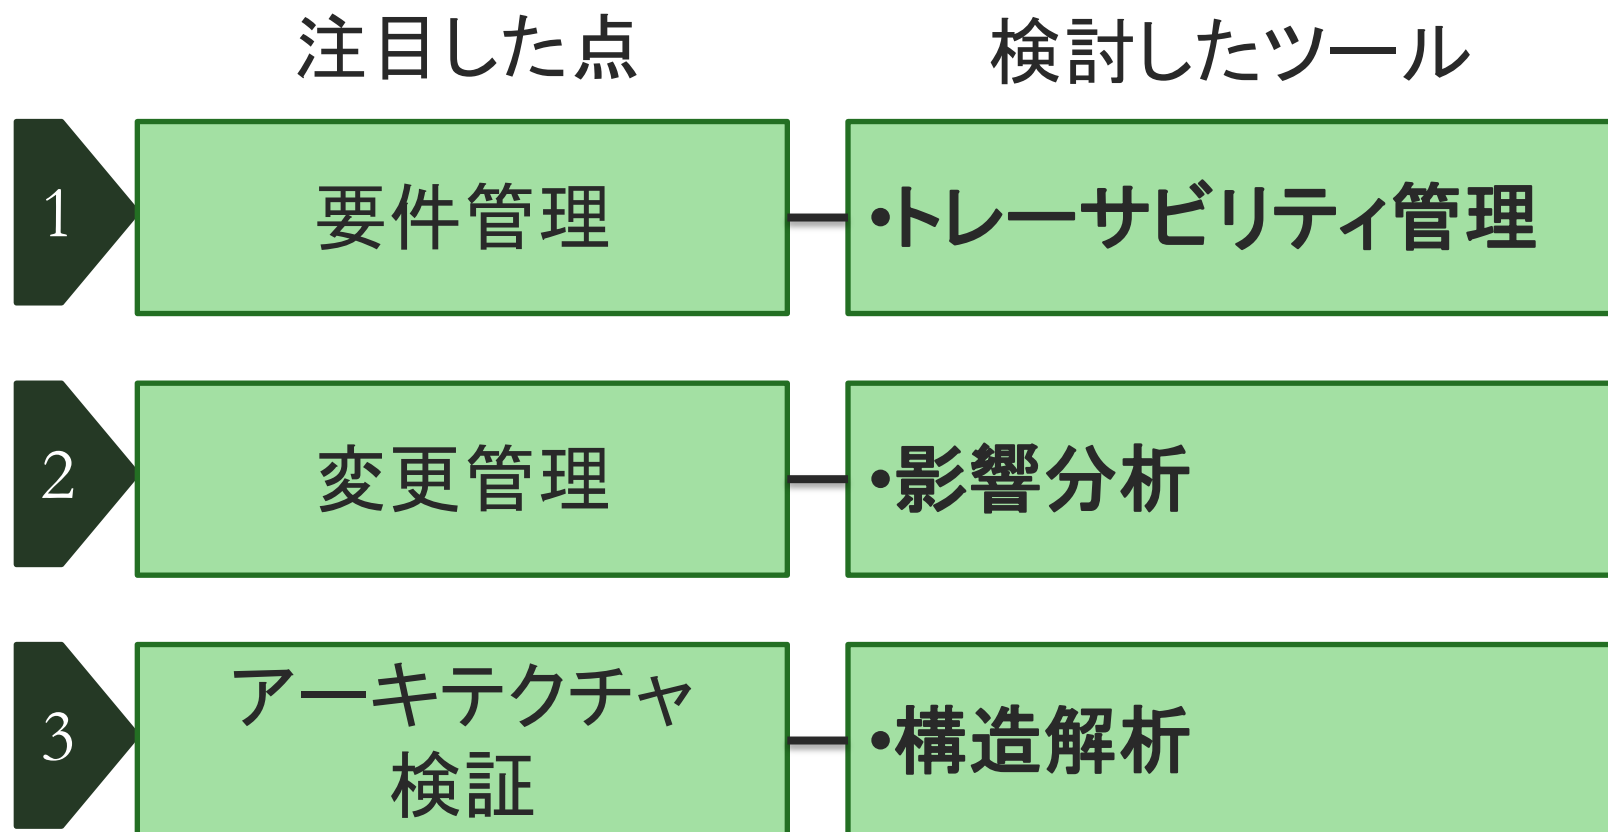 注目した点
検討したツール
1
要件管理
•トレーサビリティ管理
2
変更管理
•影響分析
3
アーキテクチャ
検証
•構造解析